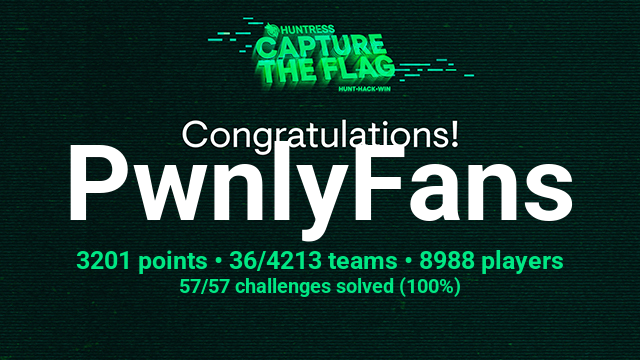 HUNTRESS
CAPTURE
THE FLAG
HUNT•HACK•WIN
Congratulations!
PwnlyFans
3201 points • 36/4213 teams • 8988 players
57/57 challenges solved (100%)